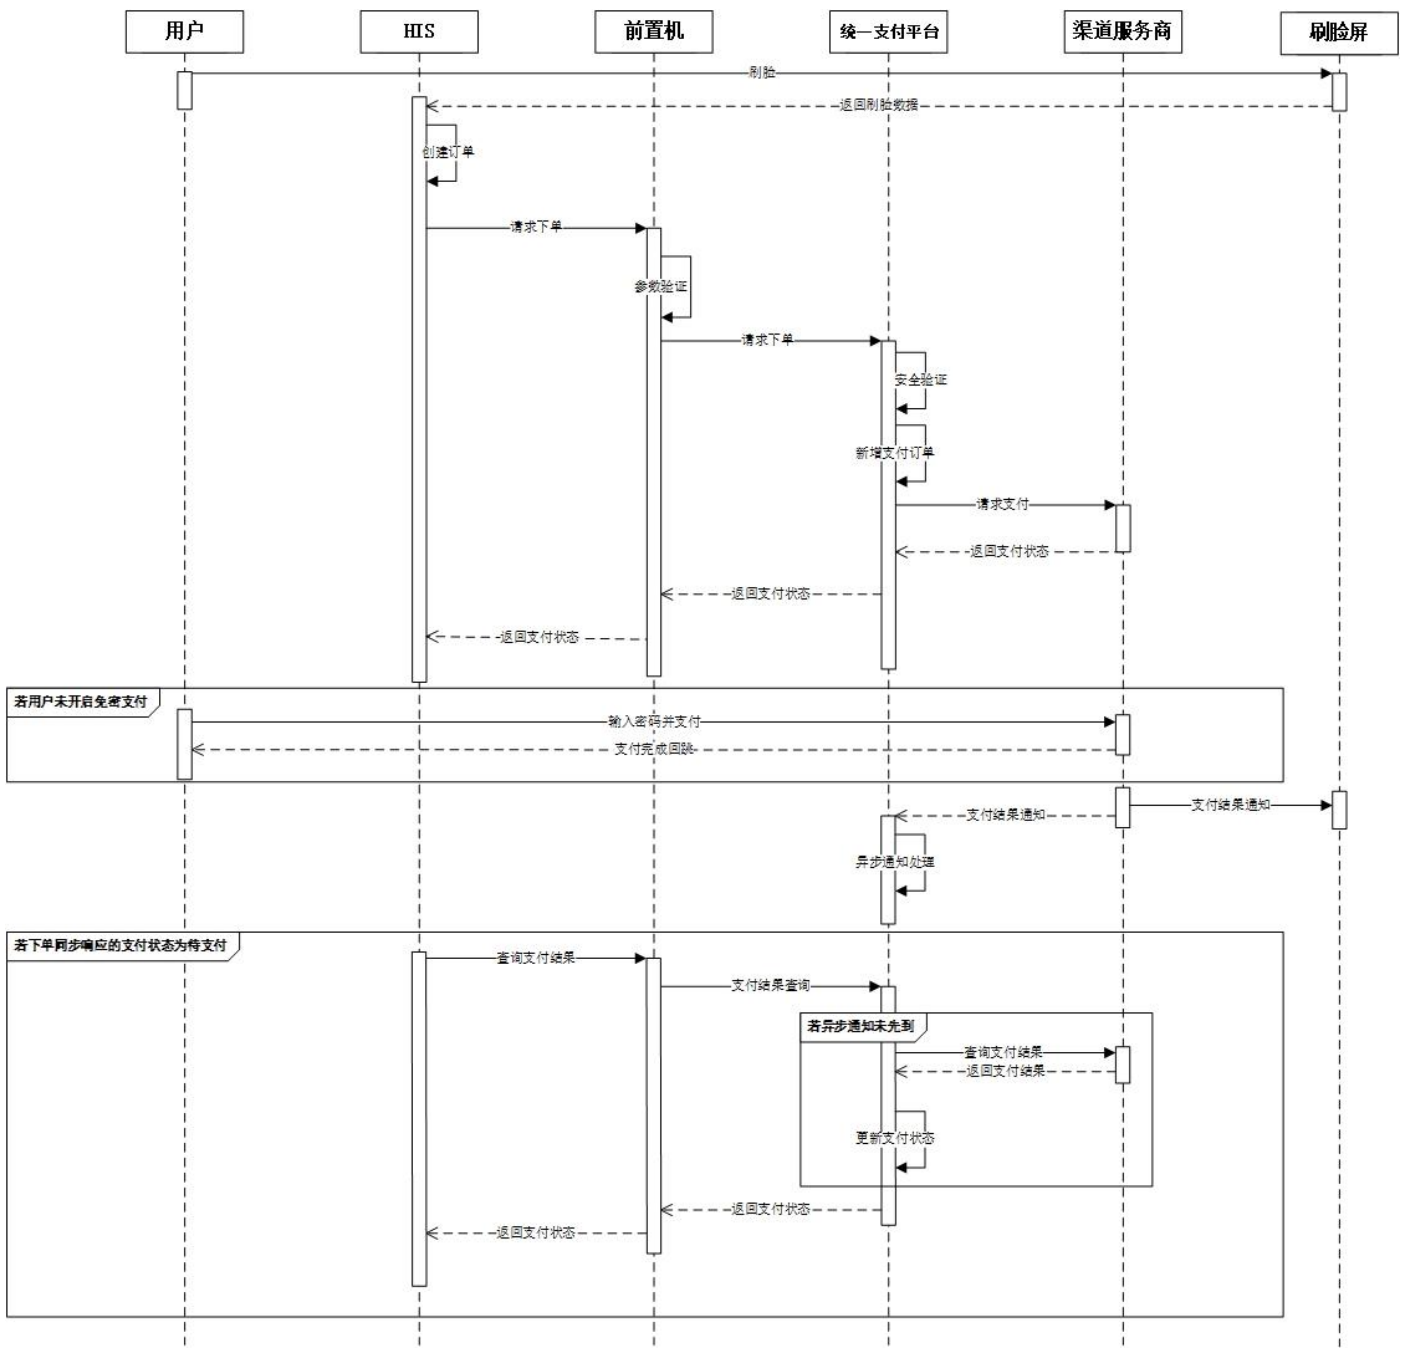 用户
HIS
前置机
统一支付平台
渠道服务商
刷脸屏
刷脸
返回刷脸数据
创建订单
请求下单
参数验证
请求下单
安全验证
新增支付订单
请求支付
返回支付状态
返回支付状态
返回支付状态
若用户未开启免密支付
输入密码并支付
支付完成回跳
支付结果通知
支付结果通知
异步通知处理
若下单同步响应的支付状态为待支付
查询支付结果
支付结果查询
若异步通知未先到
查询支付结果
返回支付结果
更新支付状态
返回支付状态
返回支付状态